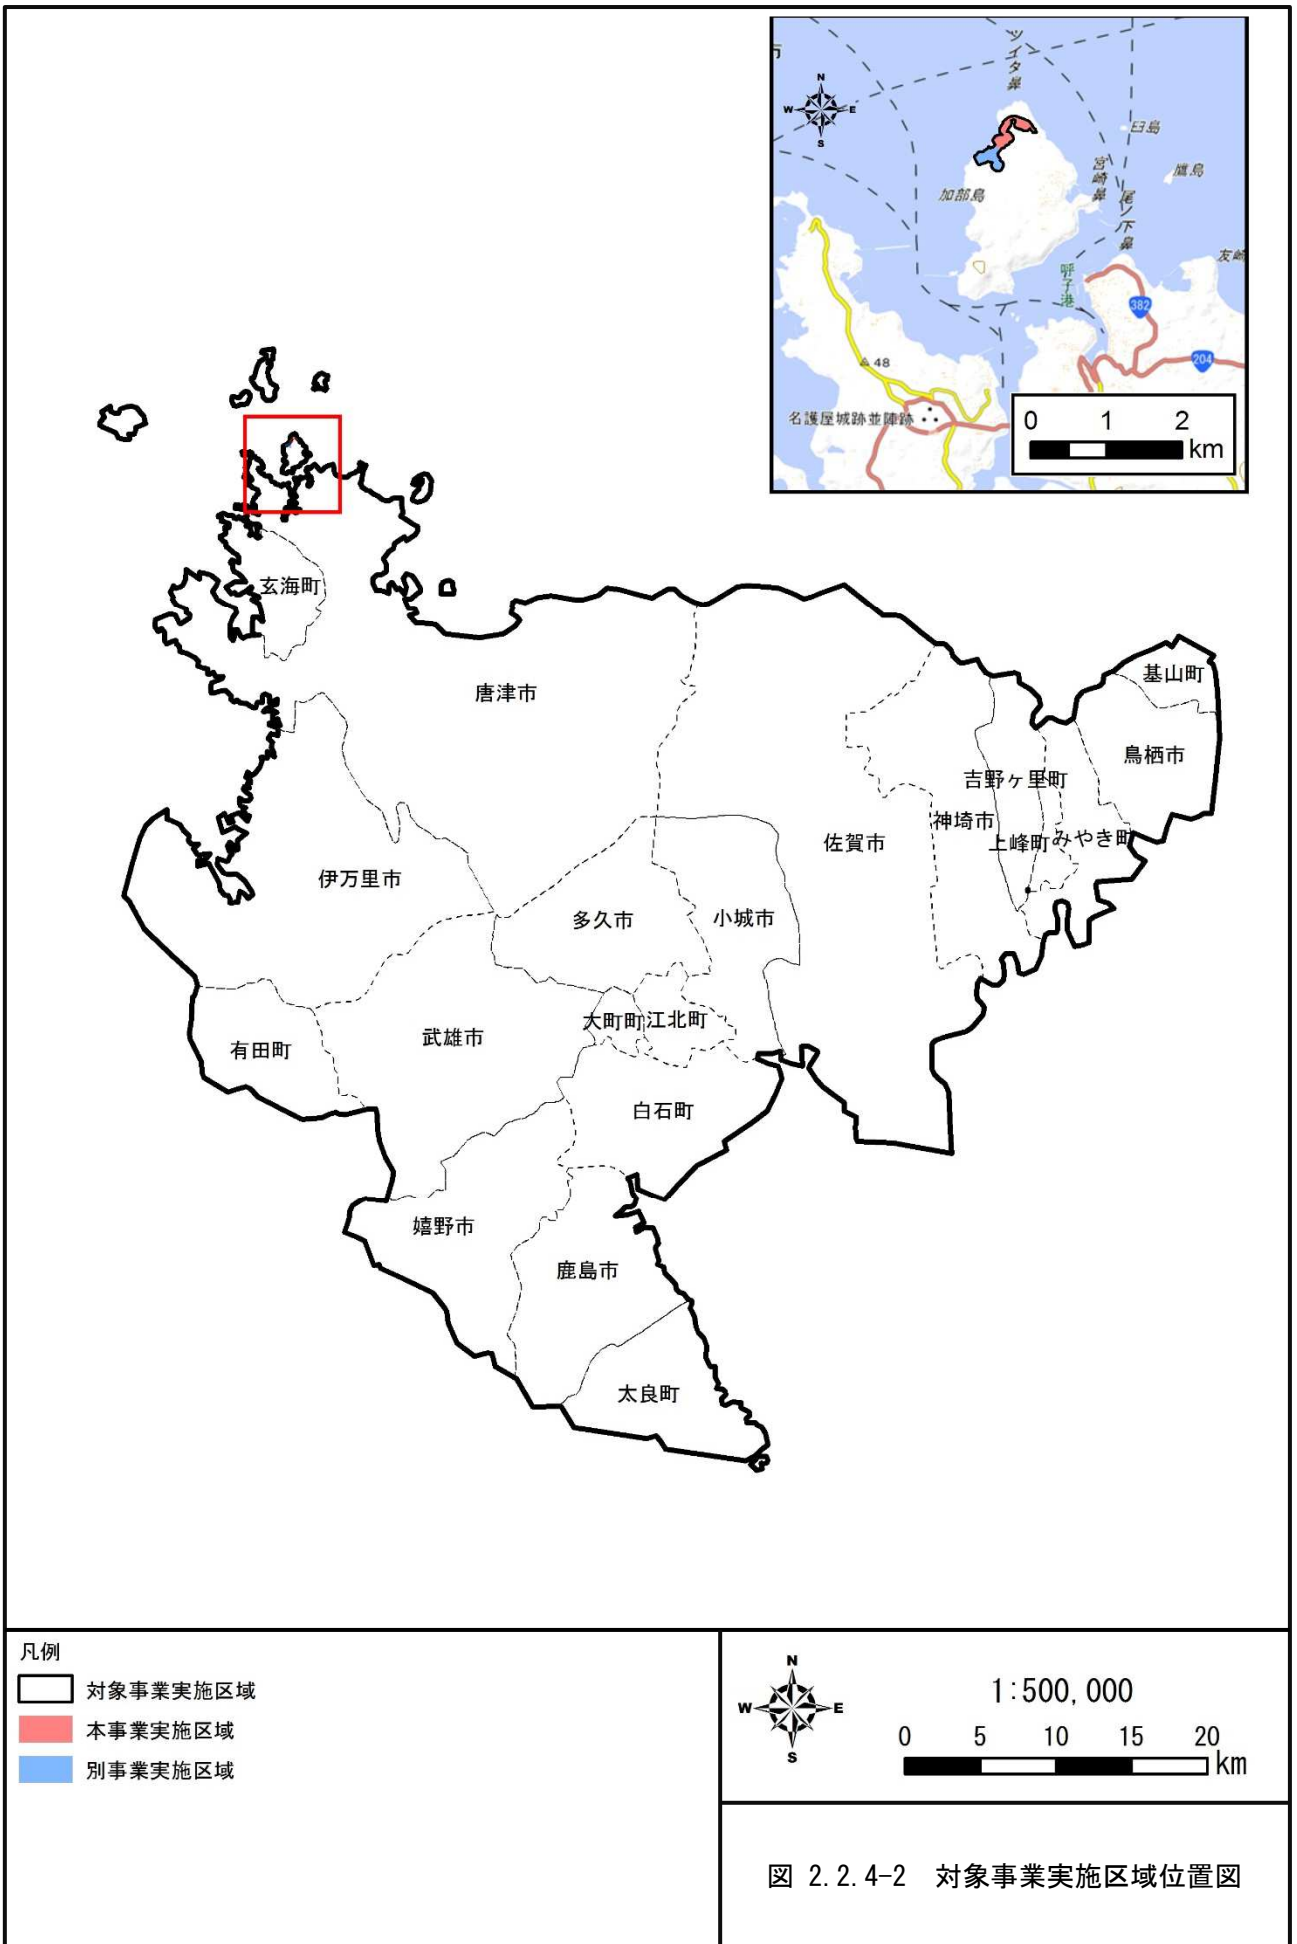 ツイタ鼻
N
W
E
S
臼島
鷹島
宮崎鼻
加部島
尾ノ下鼻
友崎
呼子港
382
48
204
名護屋城跡並陣跡
0 1 2
km
玄海町
唐津市
基山町
鳥栖市
吉野ヶ里町
神埼市
上峰町
みやき町
佐賀市
伊万里市
多久市
小城市
大町町
江北町
武雄市
有田町
白石町
嬉野市
鹿島市
太良町
凡例
対象事業実施区域
本事業実施区域
別事業実施区域
N
W
E
S
1:500,000
0 5 10 15 20
km
図 2.2.4-2 対象事業実施区域位置図